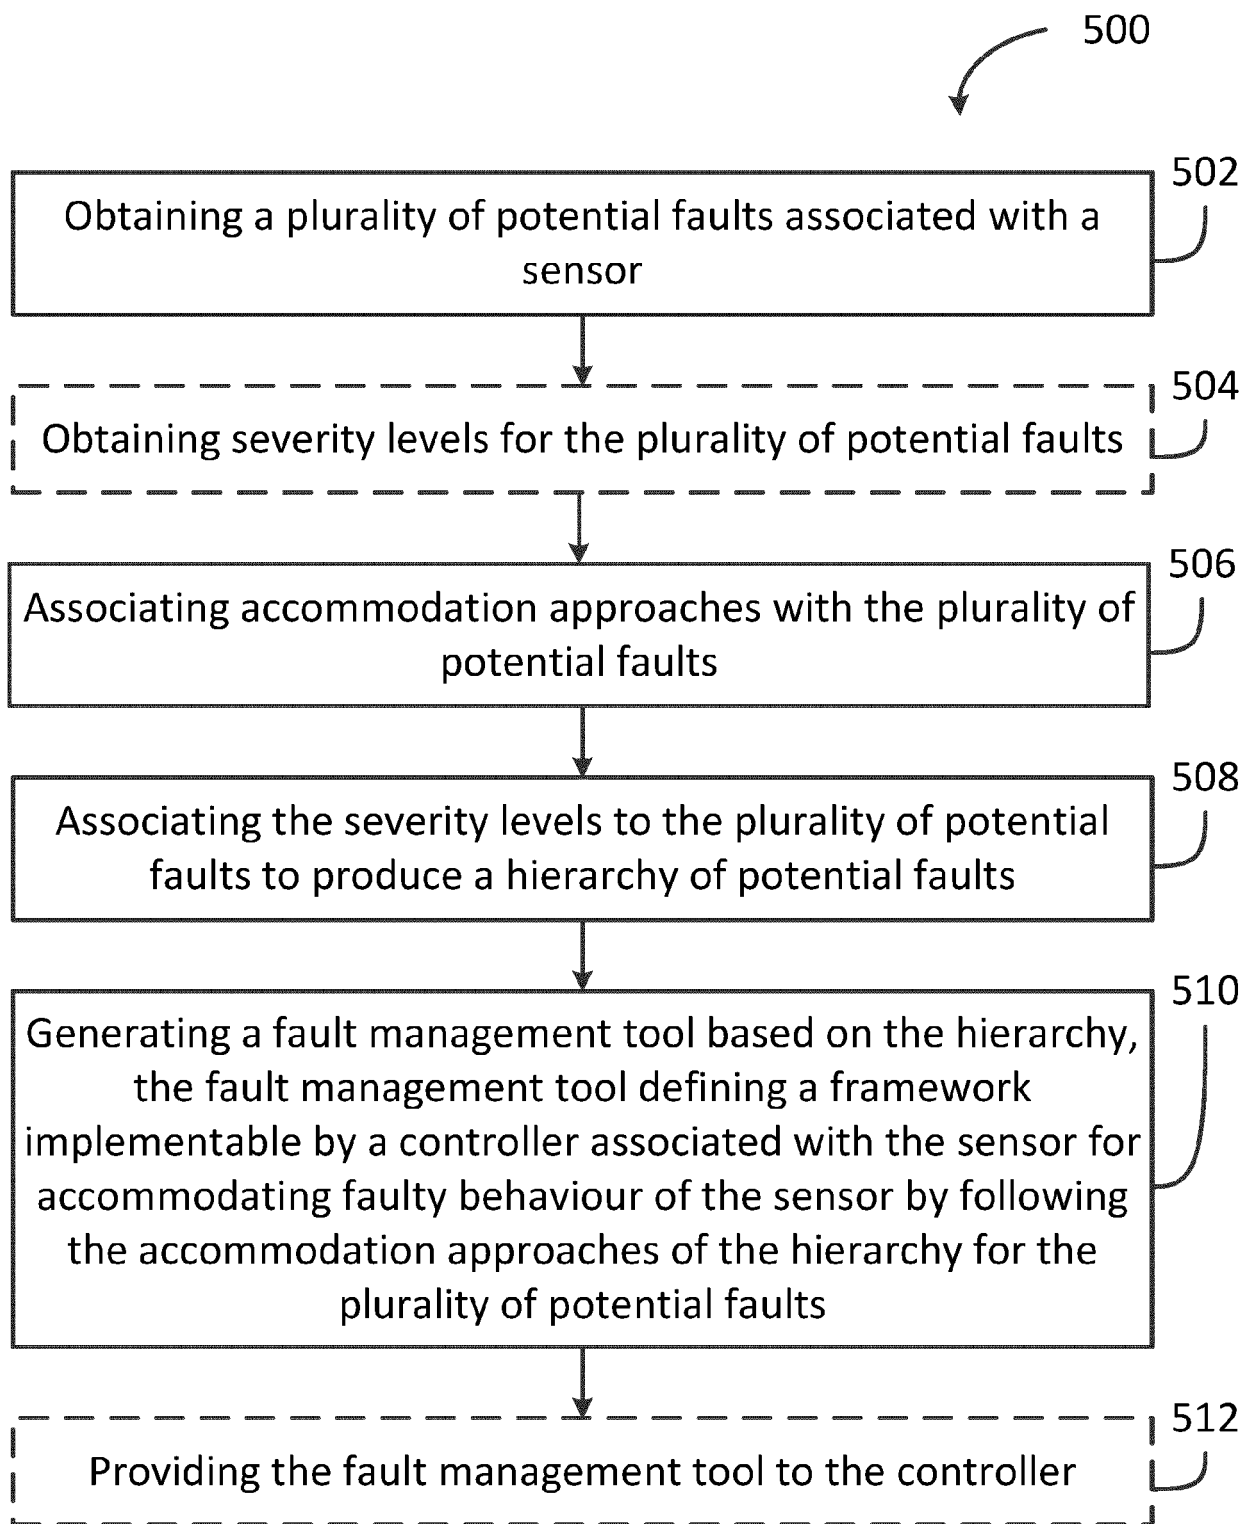 500
502
Obtaining a plurality of potential faults associated with a
sensor
504
Obtaining severity levels for the plurality of potential faults
506
Associating accommodation approaches with the plurality of
potential faults
508
Associating the severity levels to the plurality of potential
faults to produce a hierarchy of potential faults
510
Generating a fault management tool based on the hierarchy,
the fault management tool defining a framework
implementable by a controller associated with the sensor for
accommodating faulty behaviour of the sensor by following
the accommodation approaches of the hierarchy for the
plurality of potential faults
512
Providing the fault management tool to the controller